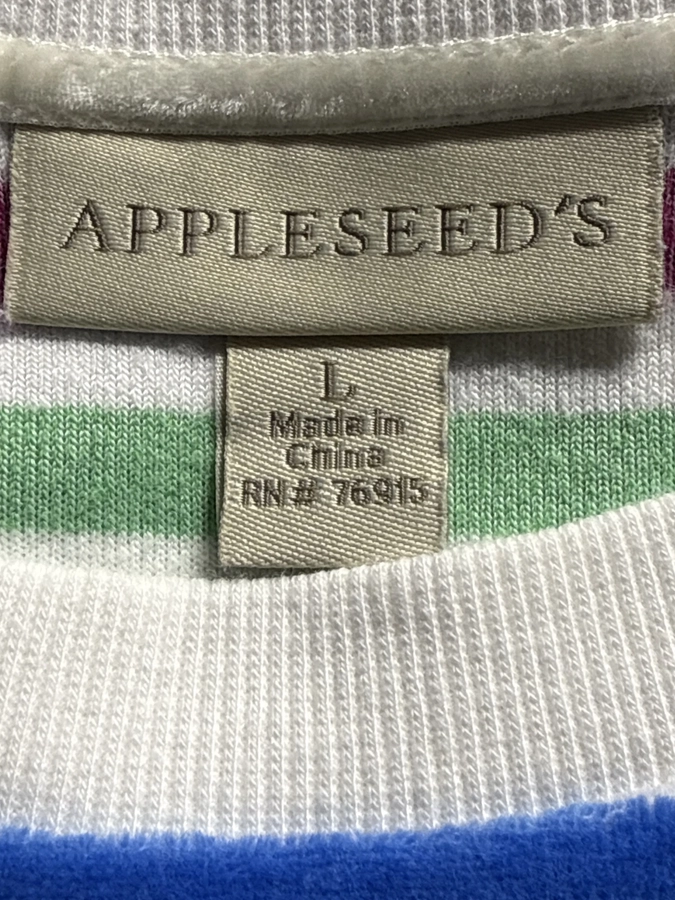 APPLESEED'S
L
Made in
China
RN# 76915